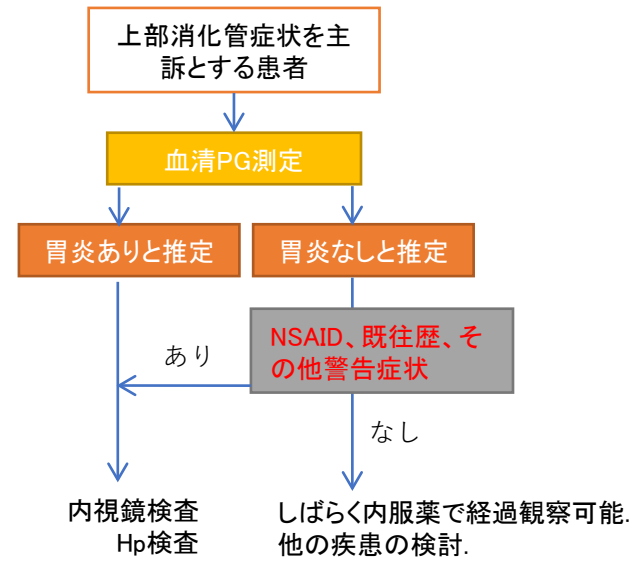 上部消化管症状を主
訴とする患者
血清PG測定
胃炎ありと推定
胃炎なしと推定
NSAID、既往歴、そ
の他警告症状
あり
なし
内視鏡検査
Hp検査
しばらく内服薬で経過観察可能.
他の疾患の検討.